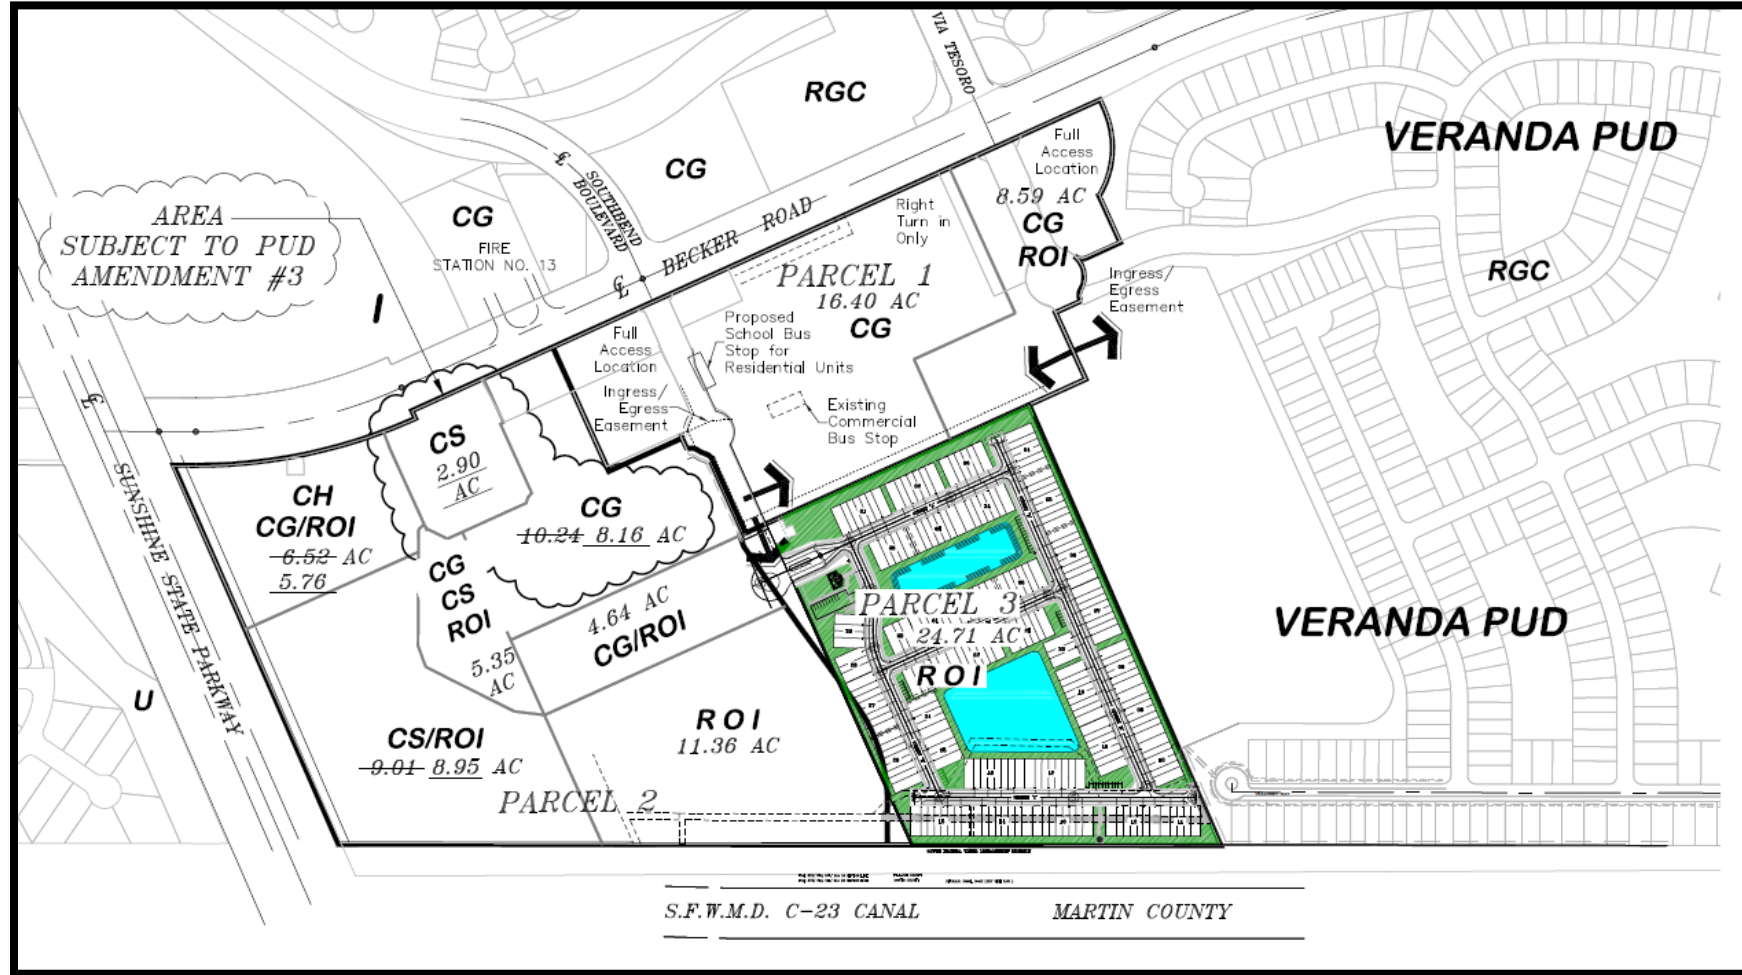 VIA TESORO
RGC
VERANDA PUD
CG
SOUTHBEND
BOULEVARD
Full
Access
Location
8.59 AC
CG
ROI
AREA
SUBJECT TO PUD
AMENDMENT #3
CG
FIRE
STATION NO. 13
BECKER ROAD
Right
Turn in
Only
RGC
Ingress/
Egress
Easement
I
PARCEL 1
16.40 AC
CG
Proposed
School Bus
Stop for
Residential Units
Full
Access
Location
Ingress/
Egress
Easement
Existing
Commercial
Bus Stop
SUNSHINE STATE PARKWAY
CS
2.90
AC
CH
CG/ROI
6.52 AC
5.76
CG
10.24 8.16 AC
CG
CS
ROI
5.35
AC
4.64 AC
CG/ROI
PARCEL 3
24.71 AC
ROI
VERANDA PUD
U
CS/ROI
9.01 8.95 AC
ROI
11.36 AC
PARCEL 2
S.F.W.M.D. C-23 CANAL
MARTIN COUNTY